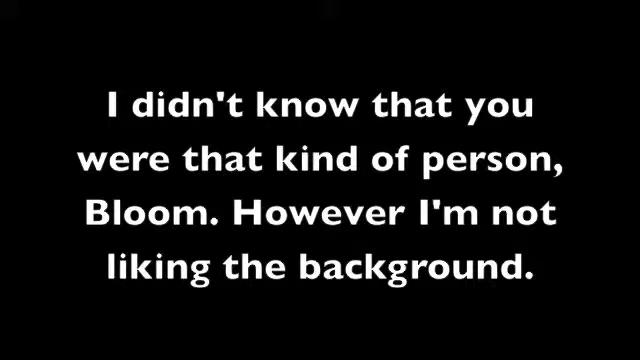 I didn't know that you
were that kind of person,
Bloom. However I'm not
liking the background.